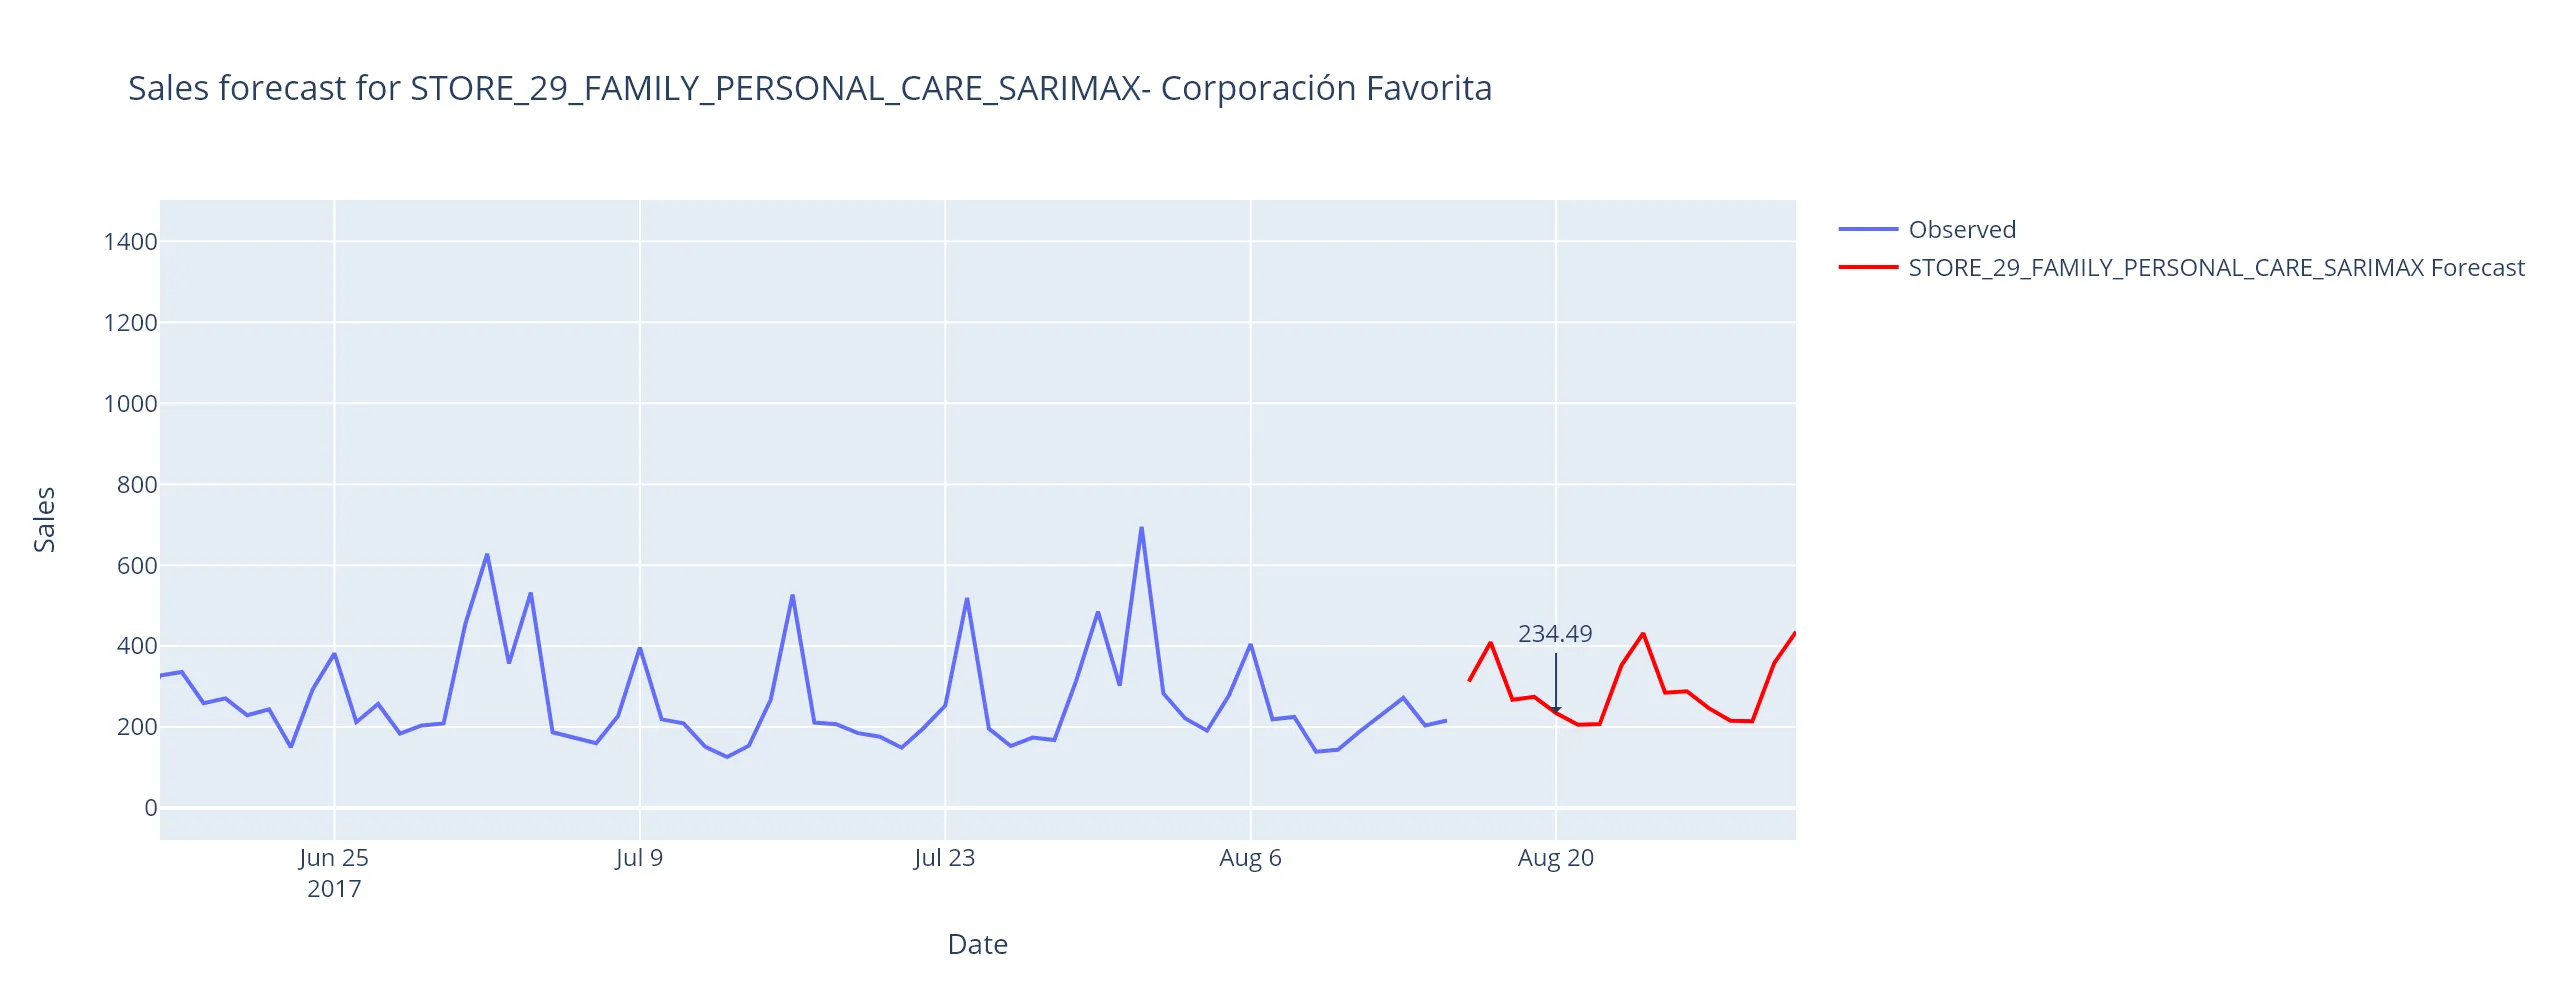 Sales forecast for STORE_29_FAMILY_PERSONAL_CARE_SARIMAX- Corporación Favorita
Observed
STORE_29_FAMILY_PERSONAL_CARE_SARIMAX Forecast
1400
1200
1000
800
600
400
200
0
Sales
234.49
Jun 25
2017
Jul 9
Jul 23
Aug 6
Aug 20
Date